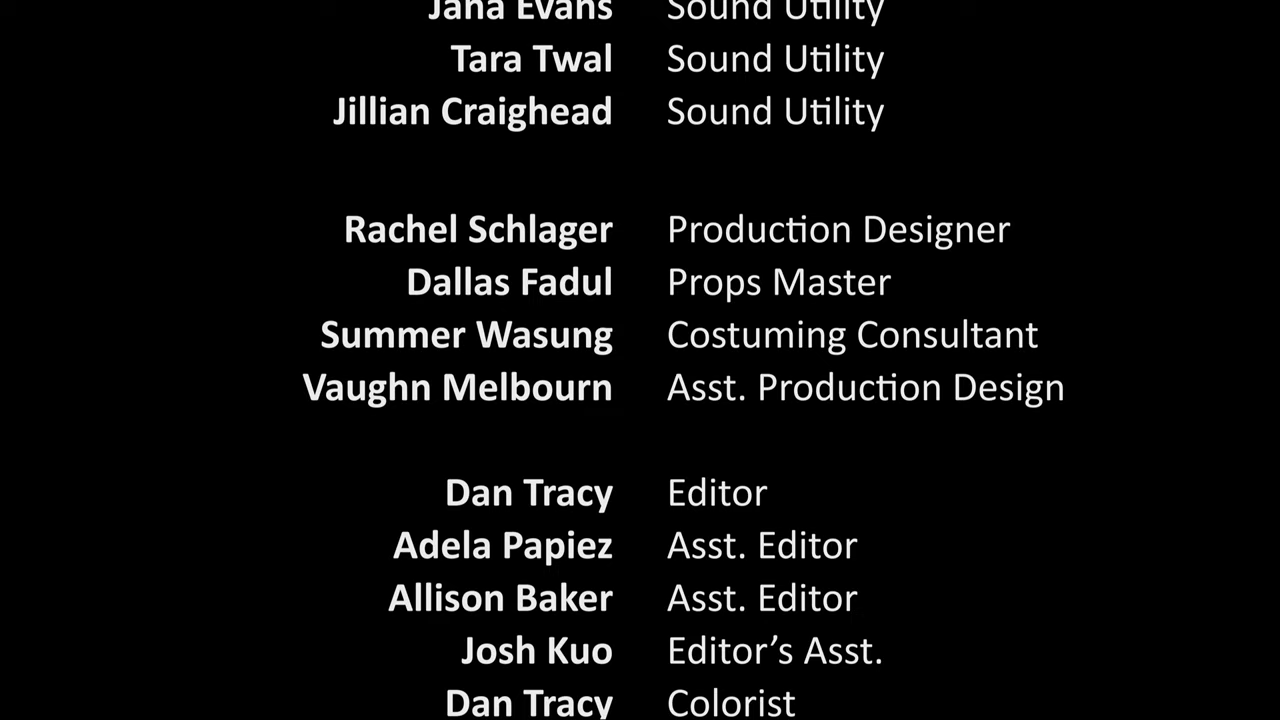 Jana Evans Sound Utility
Tara Twal Sound Utility
Jillian Craighead Sound Utility
Rachel Schlager Production Designer
Dallas Fadul Props Master
Summer Wasung Costuming Consultant
Vaughn Melbourn Asst. Production Design
Dan Tracy Editor
Adela Papiez Asst. Editor
Allison Baker Asst. Editor
Josh Kuo Editor’s Asst.
Dan Tracy Colorist